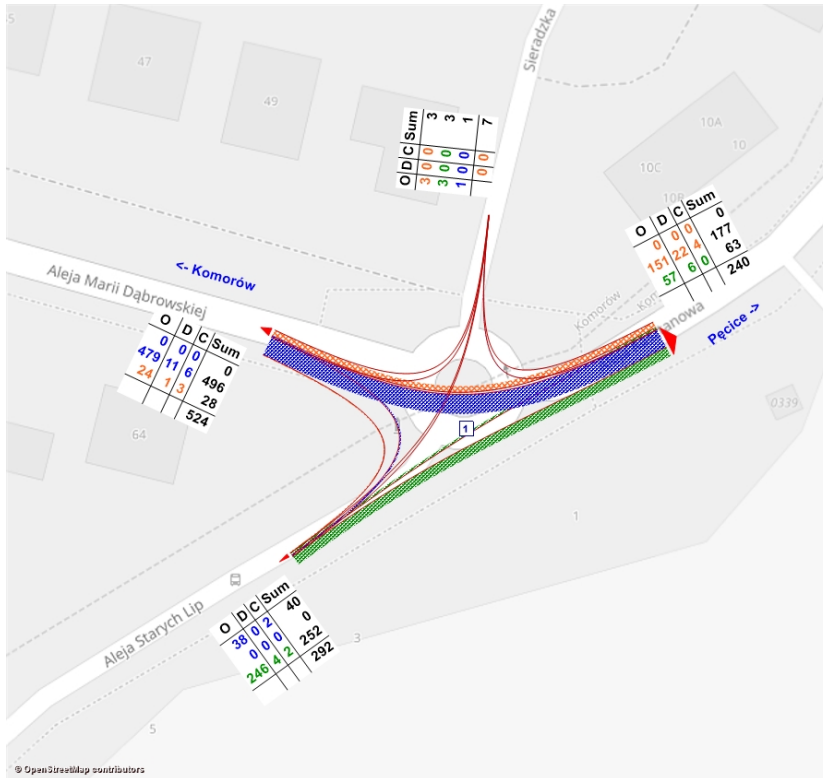 47
49
Sieradzka
O D C Sum
3 0 0 3
3 0 0 3
1 0 0 1
0 0 7
10A
10
10C
10B
O D C Sum
0 0 0 0
151 22 4 177
57 6 0 63
240
<- Komorów
Aleja Marii Dąbrowskiej
Komorów
Pęcice ->
O D C Sum
0 0 0 0
479 11 6 496
24 1 3 28
524
64
1
0339
1
Aleja Starych Lip
O D C Sum
38 0 2 40
0 0 0 0
246 4 2 252
292
3
5
© OpenStreetMap contributors